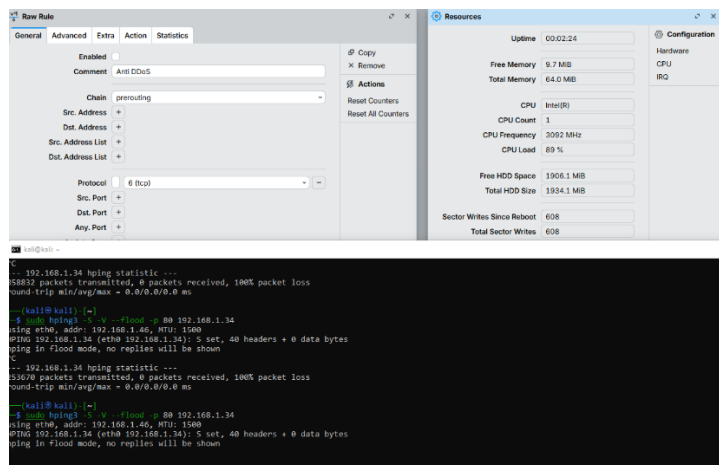 Raw Rule
General Advanced Extra Action Statistics
Enabled
Comment Anti DDoS
Chain prerouting
Src. Address +
Dst. Address +
Src. Address List +
Dst. Address List +
Protocol 6 (tcp)
Src. Port +
Dst. Port +
Any. Port +
Copy
Remove
Actions
Reset Counters
Reset All Counters
Resources
Uptime 00:02:24
Free Memory 9.7 MiB
Total Memory 64.0 MiB
CPU Intel(R)
CPU Count 1
CPU Frequency 3092 MHz
CPU Load 89 %
Free HDD Space 1906.1 MiB
Total HDD Size 1934.1 MiB
Sector Writes Since Reboot 608
Total Sector Writes 608
Configuration
Hardware
CPU
IRQ
kali@kali: ~
^C
--- 192.168.1.34 hping statistic ---
858832 packets transmitted, 0 packets received, 100% packet loss
round-trip min/avg/max = 0.0/0.0/0.0 ms
(kali㉿kali)-[~]
$ sudo hping3 -S -V --flood -p 80 192.168.1.34
using eth0, addr: 192.168.1.46, MTU: 1500
HPING 192.168.1.34 (eth0 192.168.1.34): S set, 40 headers + 0 data bytes
hping in flood mode, no replies will be shown
^C
--- 192.168.1.34 hping statistic ---
253670 packets transmitted, 0 packets received, 100% packet loss
round-trip min/avg/max = 0.0/0.0/0.0 ms
(kali㉿kali)-[~]
$ sudo hping3 -S -V --flood -p 80 192.168.1.34
using eth0, addr: 192.168.1.46, MTU: 1500
HPING 192.168.1.34 (eth0 192.168.1.34): S set, 40 headers + 0 data bytes
hping in flood mode, no replies will be shown